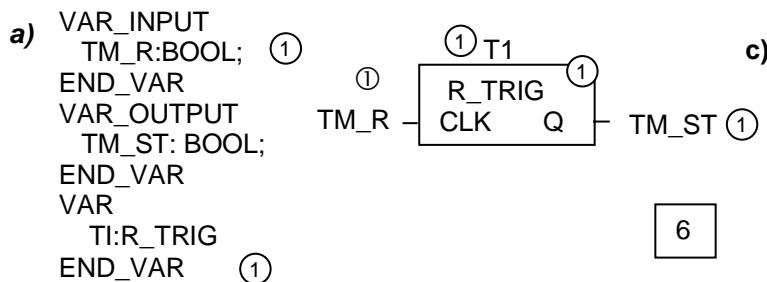 a) VAR_INPUT
TM_R:BOOL; ①
END_VAR
VAR_OUTPUT
TM_ST: BOOL;
END_VAR
VAR
TI:R_TRIG
END_VAR ①
① T1
① ①
R_TRIG
TM_R CLK Q TM_ST ①
6
c)